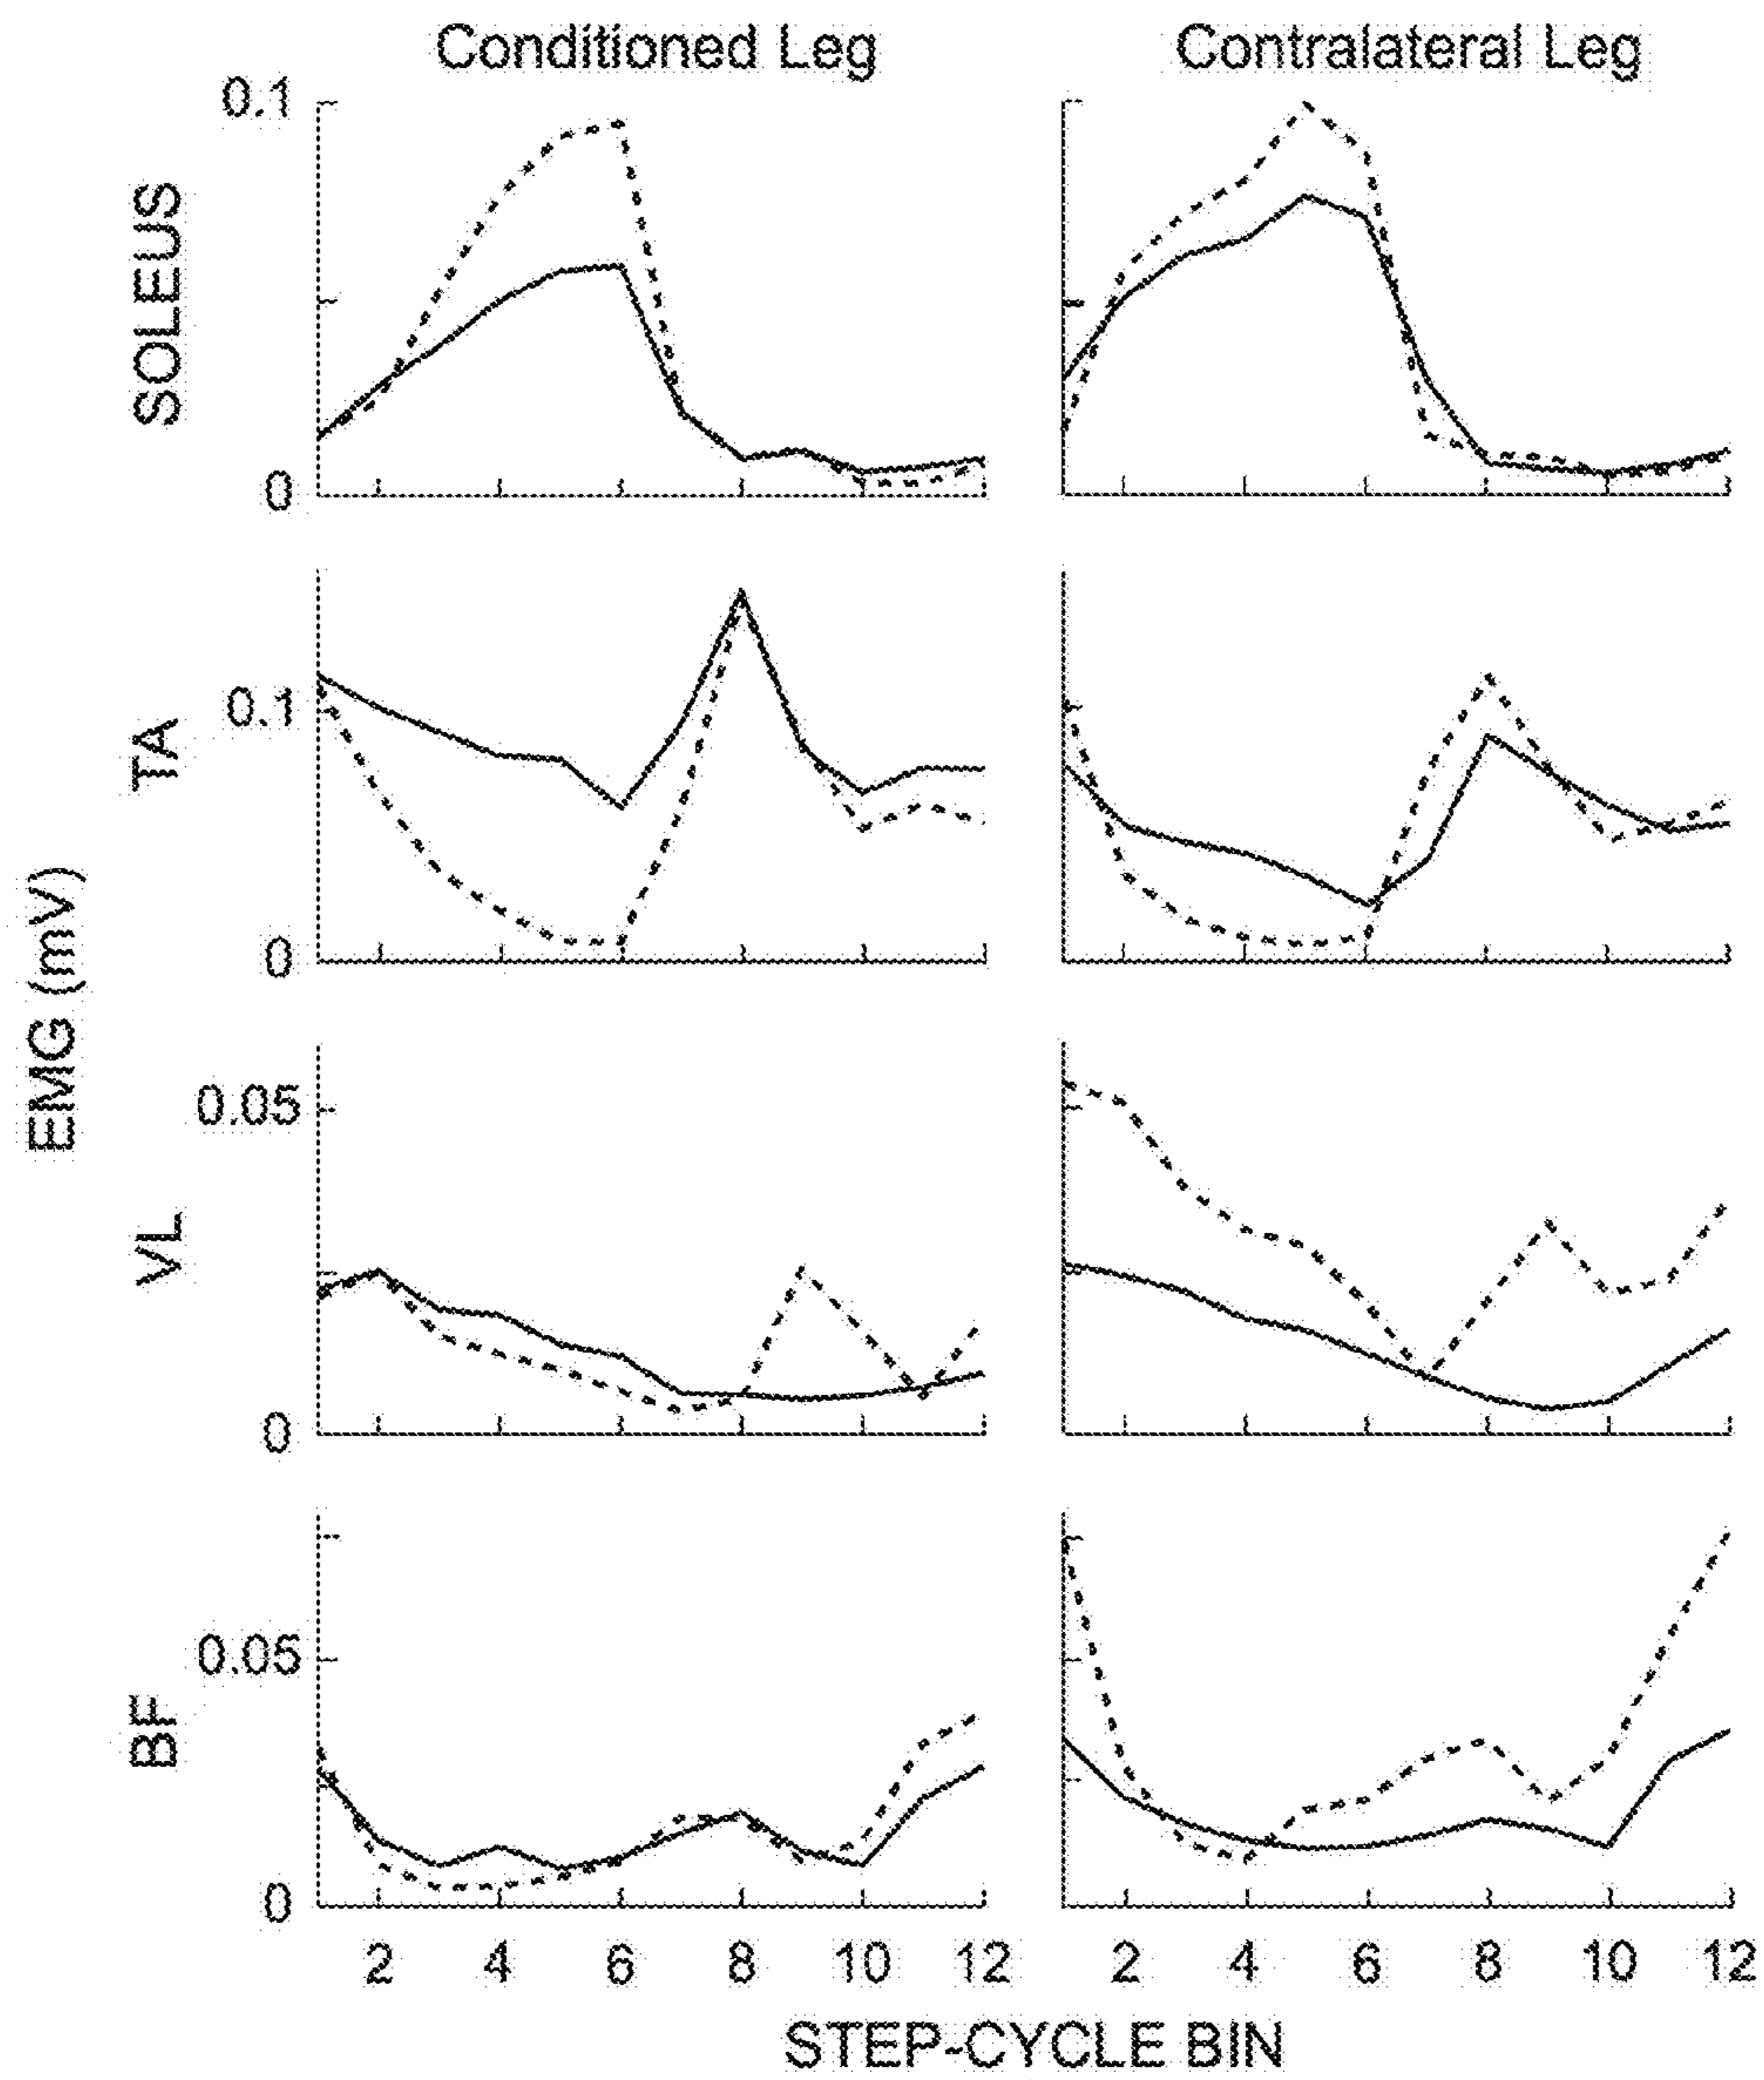 Conditioned Leg Contralateral Leg
SOLEUS
0.1
0
TA
0.1
0
EMG (mV)
VL
0.05
0
BF
0.05
0
2 4 6 8 10 12 2 4 6 8 10 12
STEP-CYCLE BIN